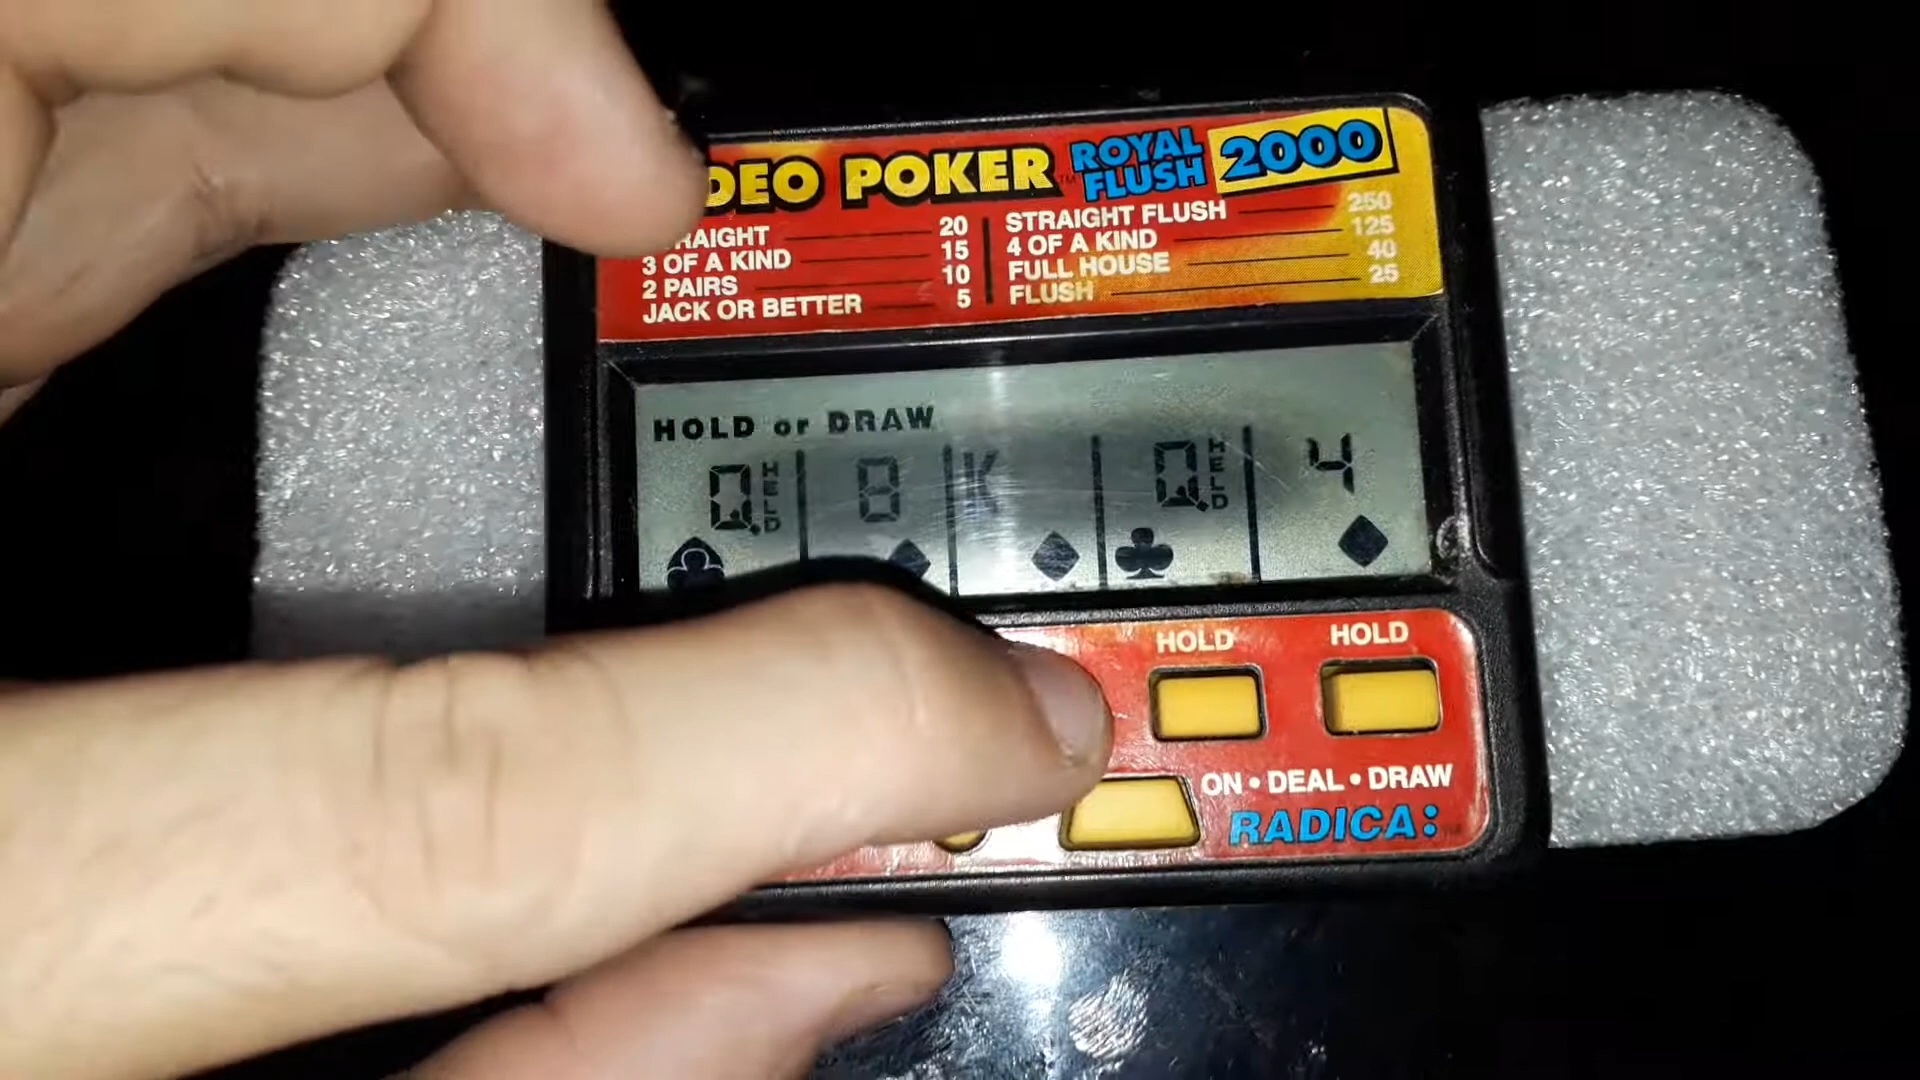 DEO POKER™ ROYAL FLUSH 2000
RAIGHT 20
3 OF A KIND 15
2 PAIRS 10
JACK OR BETTER 5
STRAIGHT FLUSH 250
4 OF A KIND 125
FULL HOUSE 40
FLUSH 25
HOLD or DRAW
Q HELD 8 K Q HELD 4
HOLD HOLD
ON • DEAL • DRAW
RADICA:™